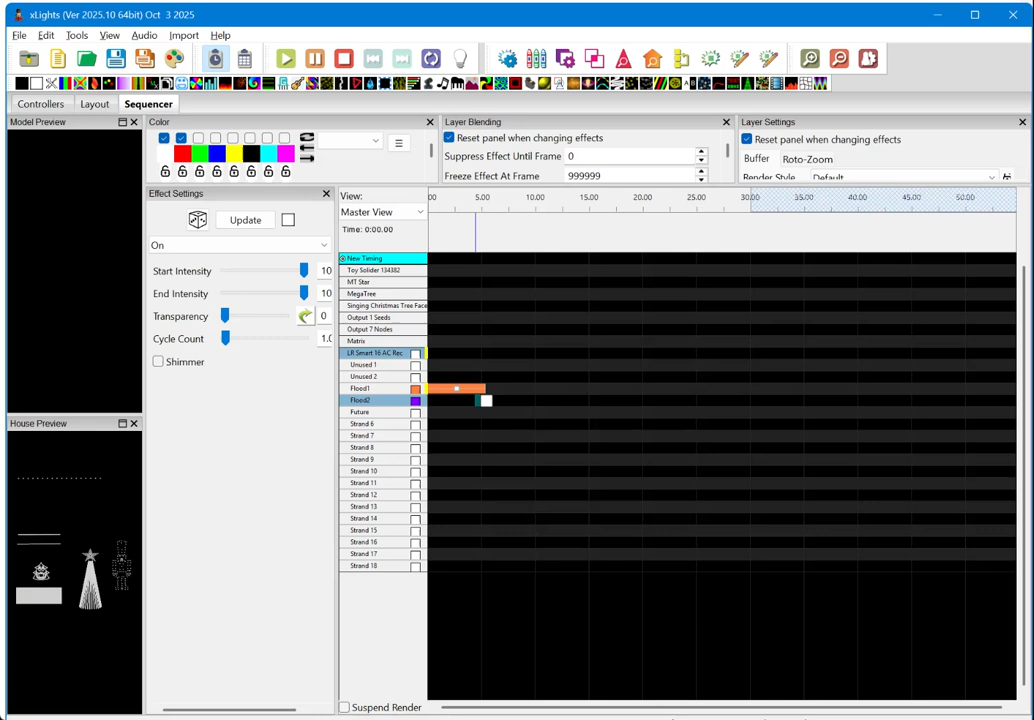 xLights (Ver 2025.10 64bit) Oct 3 2025
File Edit Tools View Audio Import Help
Controllers Layout Sequencer
Model Preview
Color
Layer Blending
Reset panel when changing effects
Suppress Effect Until Frame 0
Freeze Effect At Frame 999999
Layer Settings
Reset panel when changing effects
Buffer Roto-Zoom
Render Style Default
Effect Settings
Update
On
Start Intensity 10
End Intensity 10
Transparency 0
Cycle Count 1.0
Shimmer
House Preview
View:
Master View
Time: 0:00.00
.00 5.00 10.00 15.00 20.00 25.00 30.00 35.00 40.00 45.00 50.00
New Timing
Toy Solider 134382
MT Star
MegaTree
Singing Christmas Tree Face
Output 1 Seeds
Output 7 Nodes
Matrix
LR Smart 16 AC Rec
Unused 1
Unused 2
Flood1
Flood2
Future
Strand 6
Strand 7
Strand 8
Strand 9
Strand 10
Strand 11
Strand 12
Strand 13
Strand 14
Strand 15
Strand 16
Strand 17
Strand 18
Suspend Render